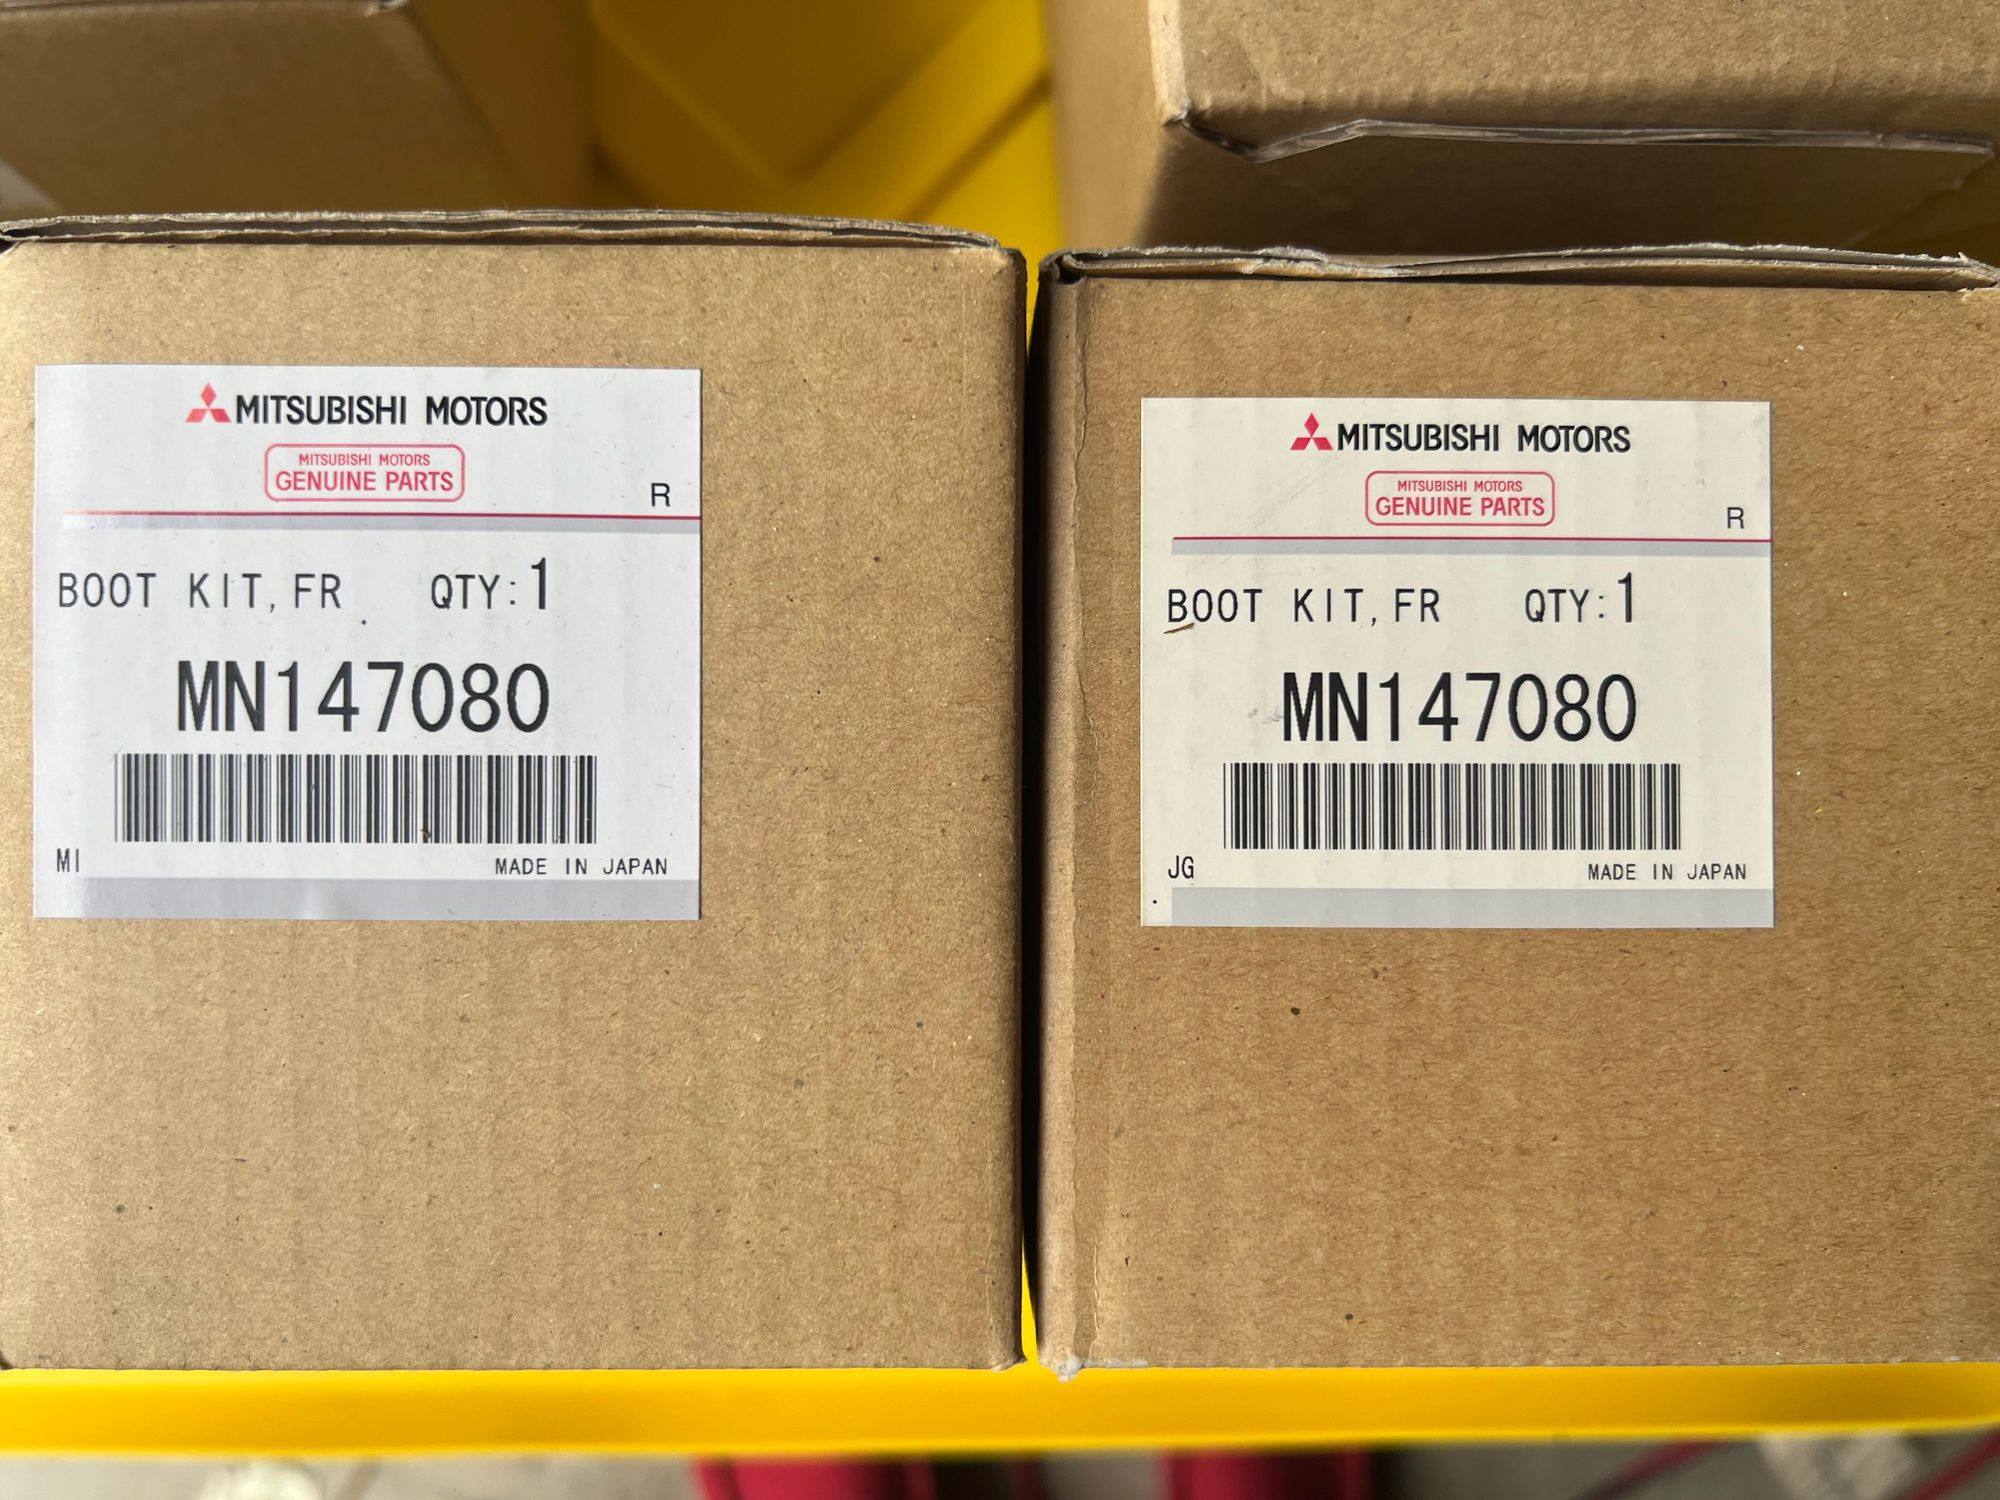 MITSUBISHI MOTORS
MITSUBISHI MOTORS
GENUINE PARTS
R
BOOT KIT, FR QTY:1
MN147080
MI MADE IN JAPAN
MITSUBISHI MOTORS
MITSUBISHI MOTORS
GENUINE PARTS
R
BOOT KIT, FR QTY:1
MN147080
JG MADE IN JAPAN